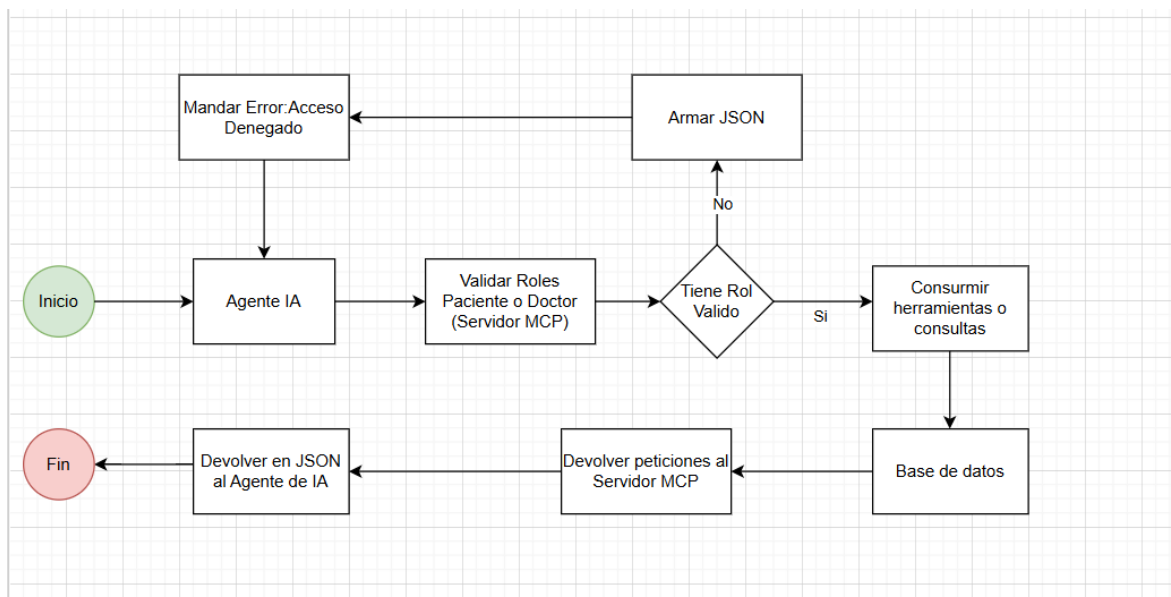 Mandar Error:Acceso
Denegado
Armar JSON
No
Inicio
Agente IA
Validar Roles
Paciente o Doctor
(Servidor MCP)
Tiene Rol
Valido
Si
Consurmir
herramientas o
consultas
Fin
Devolver en JSON
al Agente de IA
Devolver peticiones al
Servidor MCP
Base de datos